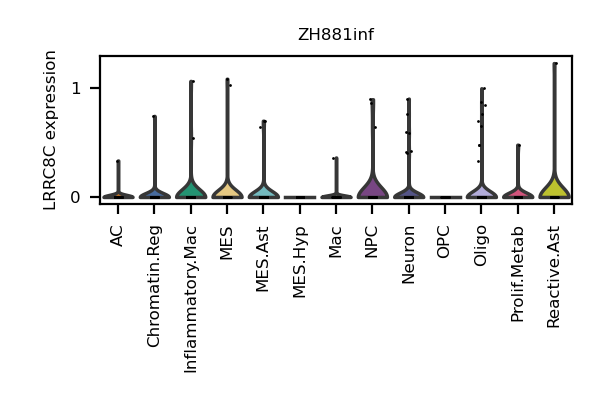 ZH881inf
LRRC8C expression
1
0
AC
Chromatin.Reg
Inflammatory.Mac
MES
MES.Ast
MES.Hyp
Mac
NPC
Neuron
OPC
Oligo
Prolif.Metab
Reactive.Ast